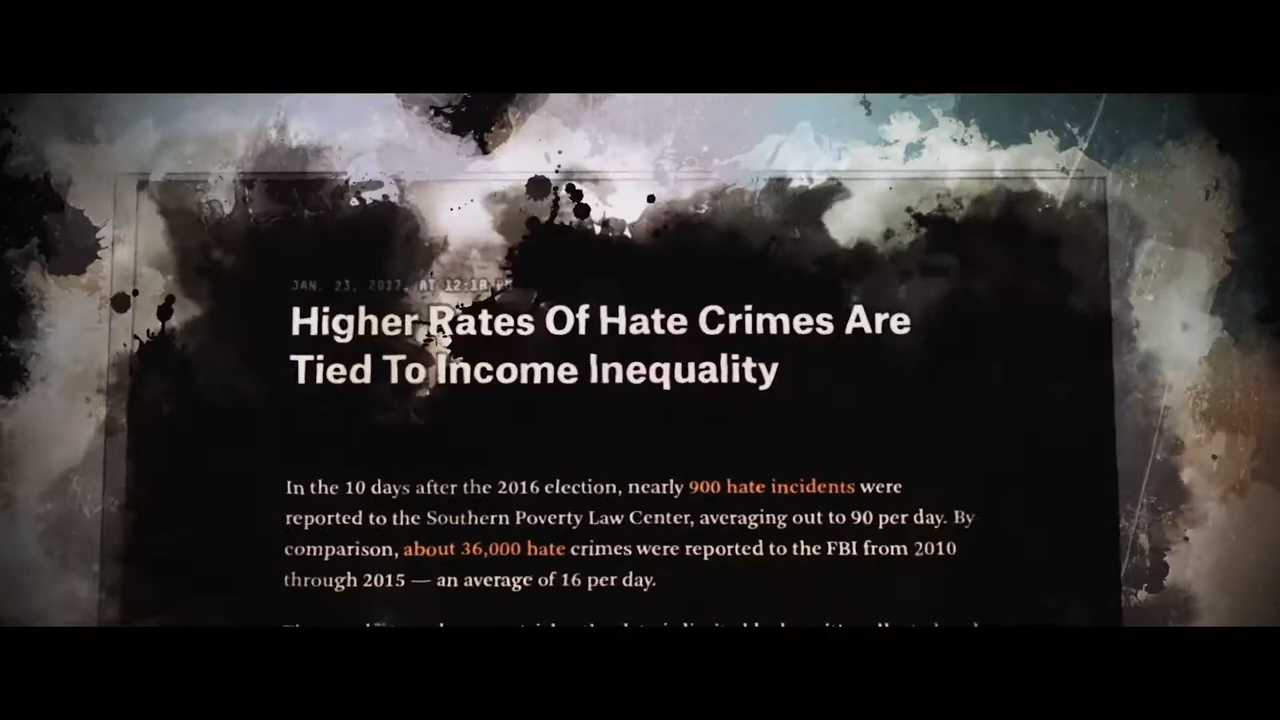 JAN. 23, 2017, AT 12:18 PM
Higher Rates Of Hate Crimes Are
Tied To Income Inequality
In the 10 days after the 2016 election, nearly 900 hate incidents were
reported to the Southern Poverty Law Center, averaging out to 90 per day. By
comparison, about 36,000 hate crimes were reported to the FBI from 2010
through 2015 — an average of 16 per day.